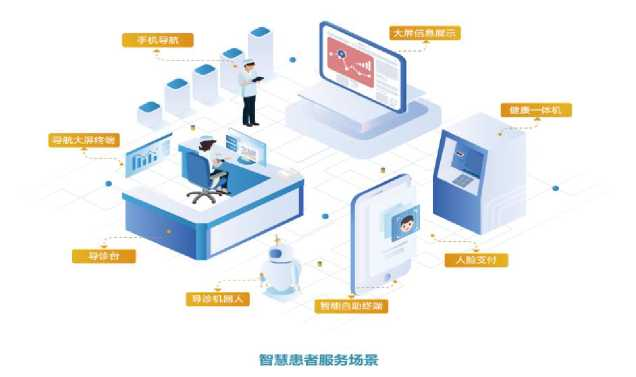 手机导航
大屏信息展示
健康一体机
导航大屏终端
导诊台
人脸支付
导诊机器人
智能自助终端
智慧患者服务场景